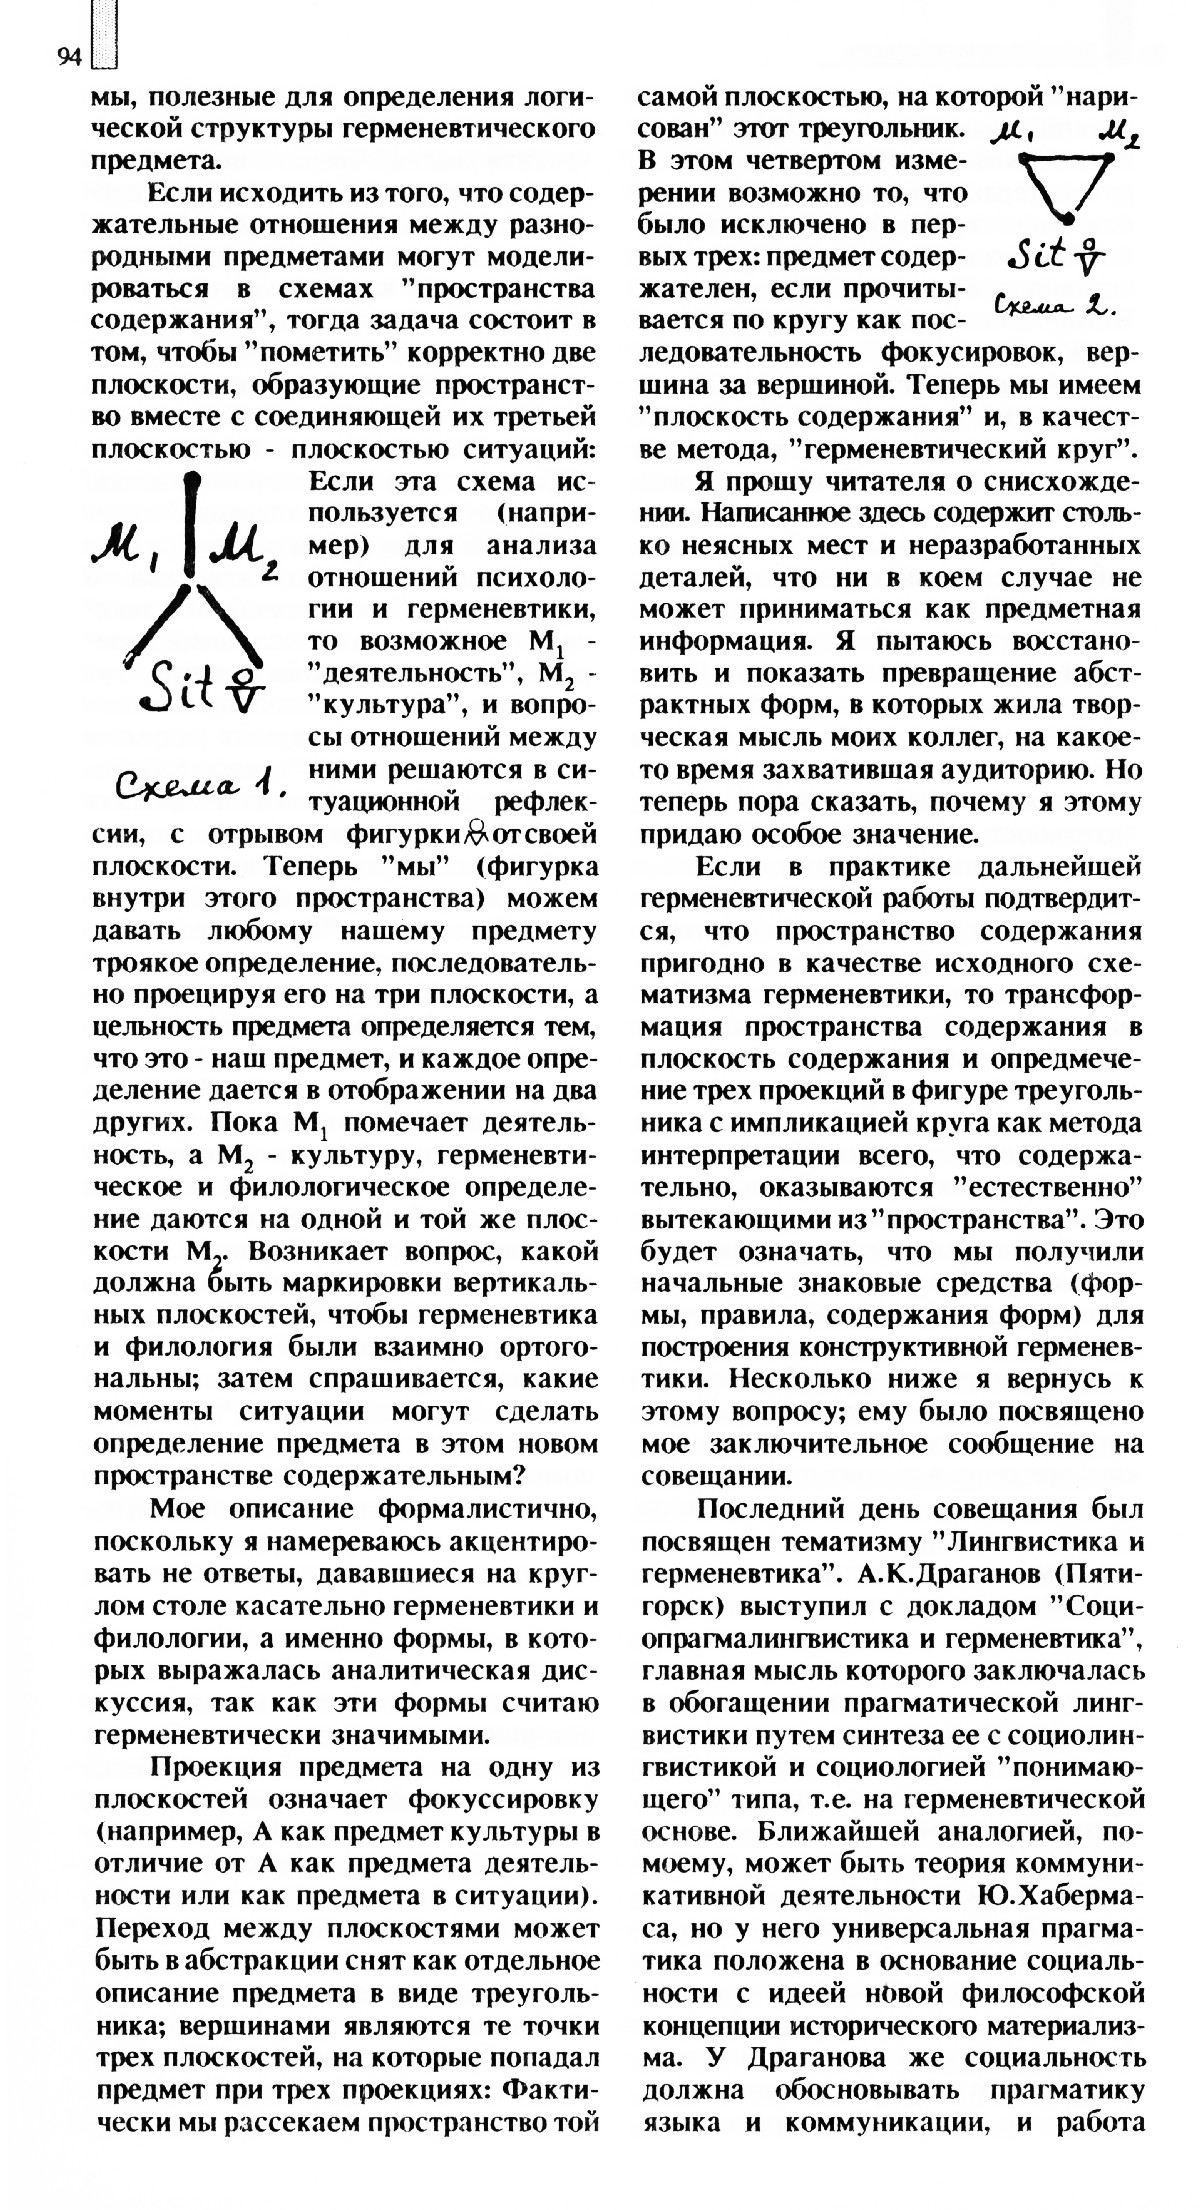 94
мы, полезные для определения логи-
ческой структуры герменевтического
предмета.
Если исходить из того, что содер-
жательные отношения между разно-
родными предметами могут модели-
роваться в схемах ”пространства
содержания”, тогда задача состоит в
том, чтобы ”пометить” корректно две
плоскости, образующие пространст-
во вместе с соединяющей их третьей
плоскостью - плоскостью ситуаций:
Если эта схема ис-
пользуется (напри-
мер) для анализа
отношений психоло-
гии и герменевтики,
то возможное М₁ -
”деятельность”, М₂ -
”культура”, и вопро-
сы отношений между
ними решаются в си-
туационной рефлек-
М₁ М₂
Sit
Схема 1.
сии, с отрывом фигурки от своей
плоскости. Теперь ”мы” (фигурка
внутри этого пространства) можем
давать любому нашему предмету
троякое определение, последователь-
но проецируя его на три плоскости, а
цельность предмета определяется тем,
что это - наш предмет, и каждое опре-
деление дается в отображении на два
других. Пока М₁ помечает деятель-
ность, а М₂ - культуру, герменевти-
ческое и филологическое определе-
ние даются на одной и той же плос-
кости М₂. Возникает вопрос, какой
должна быть маркировки вертикаль-
ных плоскостей, чтобы герменевтика
и филология были взаимно ортого-
нальны; затем спрашивается, какие
моменты ситуации могут сделать
определение предмета в этом новом
пространстве содержательным?
Мое описание формалистично,
поскольку я намереваюсь акцентиро-
вать не ответы, дававшиеся на круг-
лом столе касательно герменевтики и
филологии, а именно формы, в кото-
рых выражалась аналитическая дис-
куссия, так как эти формы считаю
герменевтически значимыми.
Проекция предмета на одну из
плоскостей означает фокуссировку
(например, А как предмет культуры в
отличие от А как предмета деятель-
ности или как предмета в ситуации).
Переход между плоскостями может
быть в абстракции снят как отдельное
описание предмета в виде треуголь-
ника; вершинами являются те точки
трех плоскостей, на которые попадал
предмет при трех проекциях: Факти-
чески мы рассекаем пространство той
самой плоскостью, на которой ”нари-
сован” этот треугольник.
В этом четвертом изме-
рении возможно то, что
было исключено в пер-
вых трех: предмет содер-
жателен, если прочиты-
вается по кругу как пос-
М₁ М₂
Sit
Схема 2.
ледовательность фокусировок, вер-
шина за вершиной. Теперь мы имеем
”плоскость содержания” и, в качест-
ве метода, ”герменевтический круг”.
Я прошу читателя о снисхожде-
нии. Написанное здесь содержит столь-
ко неясных мест и неразработанных
деталей, что ни в коем случае не
может приниматься как предметная
информация. Я пытаюсь восстано-
вить и показать превращение абст-
рактных форм, в которых жила твор-
ческая мысль моих коллег, на какое-
то время захватившая аудиторию. Но
теперь пора сказать, почему я этому
придаю особое значение.
Если в практике дальнейшей
герменевтической работы подтвердит-
ся, что пространство содержания
пригодно в качестве исходного схе-
матизма герменевтики, то трансфор-
мация пространства содержания в
плоскость содержания и опредмече-
ние трех проекций в фигуре треуголь-
ника с импликацией круга как метода
интерпретации всего, что содержа-
тельно, оказываются ”естественно”
вытекающими из ”пространства”. Это
будет означать, что мы получили
начальные знаковые средства (фор-
мы, правила, содержания форм) для
построения конструктивной герменев-
тики. Несколько ниже я вернусь к
этому вопросу; ему было посвящено
мое заключительное сообщение на
совещании.
Последний день совещания был
посвящен тематизму ”Лингвистика и
герменевтика”. А.К.Драганов (Пяти-
горск) выступил с докладом ”Соци-
опрагмалингвистика и герменевтика”,
главная мысль которого заключалась
в обогащении прагматической линг-
вистики путем синтеза ее с социолин-
гвистикой и социологией ”понимаю-
щего” типа, т.е. на герменевтической
основе. Ближайшей аналогией, по-
моему, может быть теория коммуни-
кативной деятельности Ю.Хаберма-
са, но у него универсальная прагма-
тика положена в основание социаль-
ности с идеей новой философской
концепции исторического материализ-
ма. У Драганова же социальность
должна обосновывать прагматику
языка и коммуникации, и работа